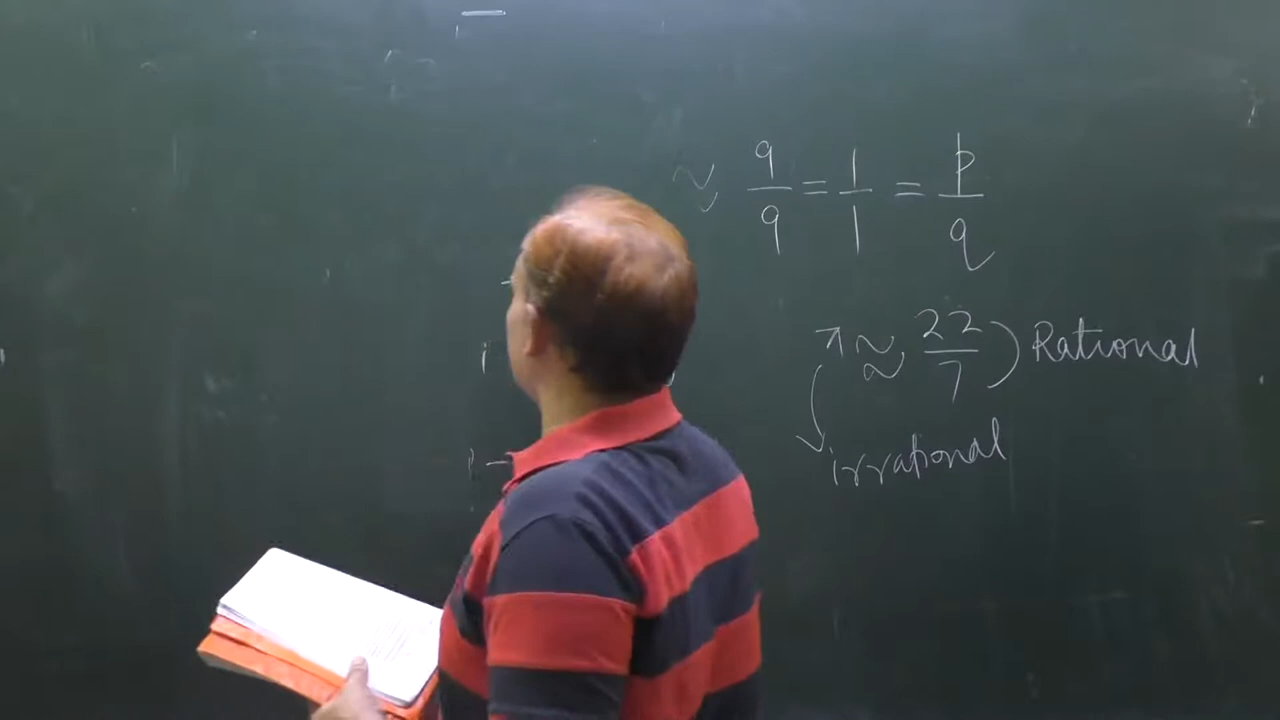 ≈ 9/9 = 1/1 = p/q
π ≈ 22/7 ) Rational
irrational